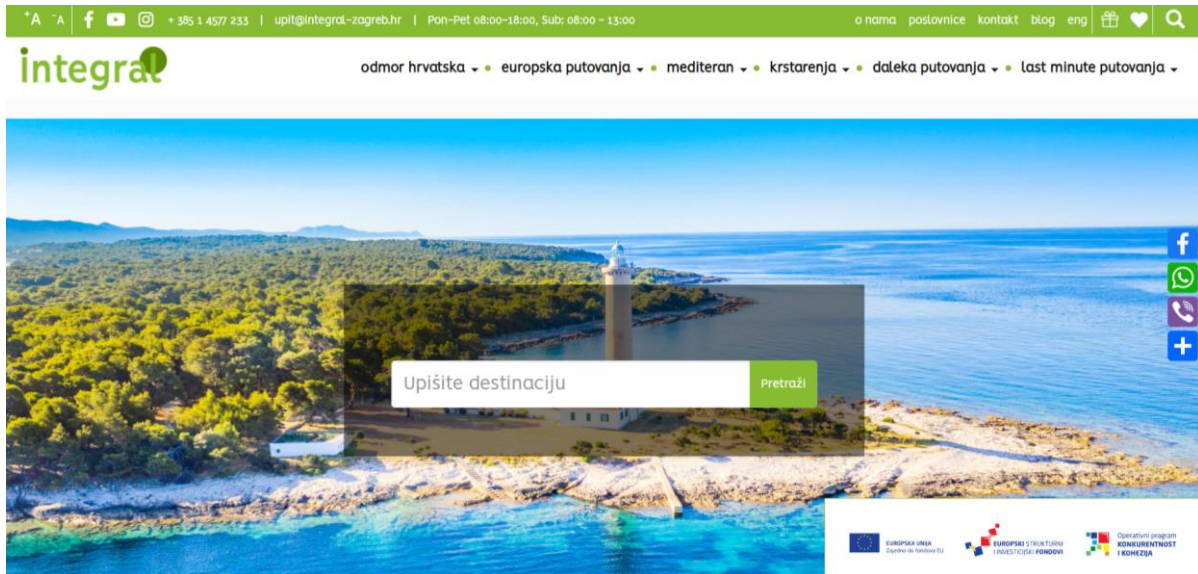 +A -A + 385 1 4577 233 | upit@integral-zagreb.hr | Pon-Pet 08:00-18:00, Sub: 08:00 – 13:00 o nama poslovnice kontakt blog eng
integral
odmor hrvatska europska putovanja mediteran krstarenja daleka putovanja last minute putovanja
Upišite destinaciju Pretraži
EUROPSKA UNIJA
Zajedno do fondova EU
EUROPSKI STRUKTURNI
I INVESTICIJSKI FONDOVI
Operativni program
KONKURENTNOST
I KOHEZIJA